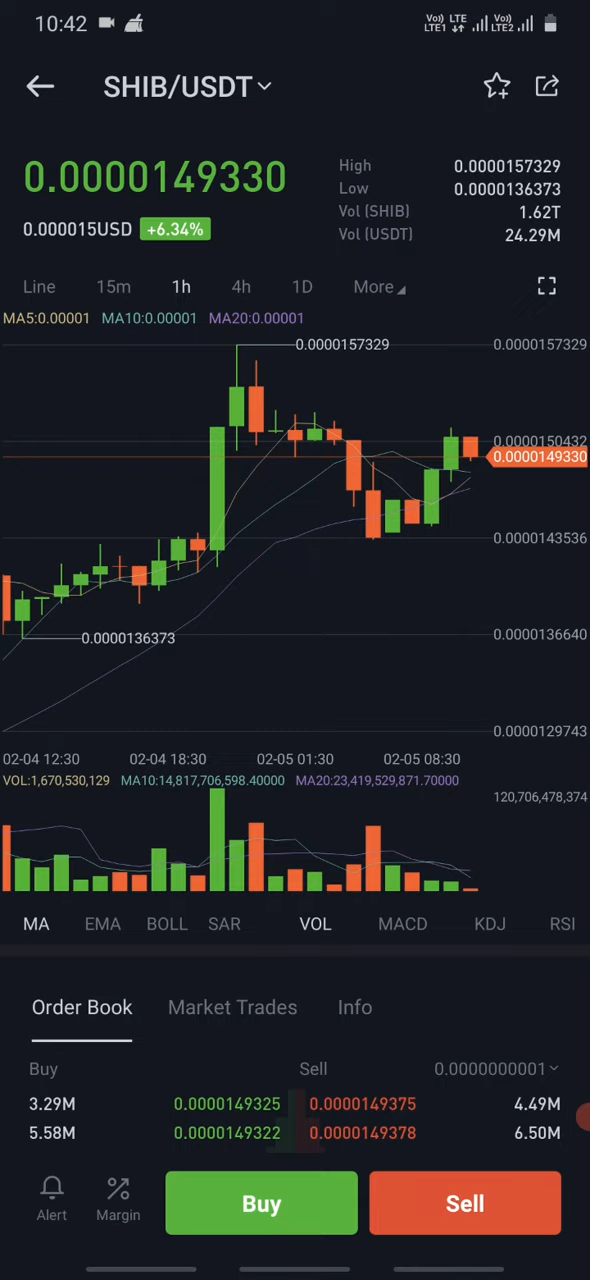 10:42 Vo) LTE LTE1 Vo) LTE2
SHIB/USDT
0.0000149330
0.000015USD +6.34%
High 0.0000157329
Low 0.0000136373
Vol (SHIB) 1.62T
Vol (USDT) 24.29M
Line 15m 1h 4h 1D More
MA5:0.00001 MA10:0.00001 MA20:0.00001
0.0000157329 0.0000157329
0.0000150432
0.0000149330
0.0000143536
0.0000136373 0.0000136640
0.0000129743
02-04 12:30 02-04 18:30 02-05 01:30 02-05 08:30
VOL:1,670,530,129 MA10:14,817,706,598.40000 MA20:23,419,529,871.70000
120,706,478,374
MA EMA BOLL SAR VOL MACD KDJ RSI
Order Book Market Trades Info
Buy Sell 0.0000000001
3.29M 0.0000149325 0.0000149375 4.49M
5.58M 0.0000149322 0.0000149378 6.50M
Alert Margin Buy Sell